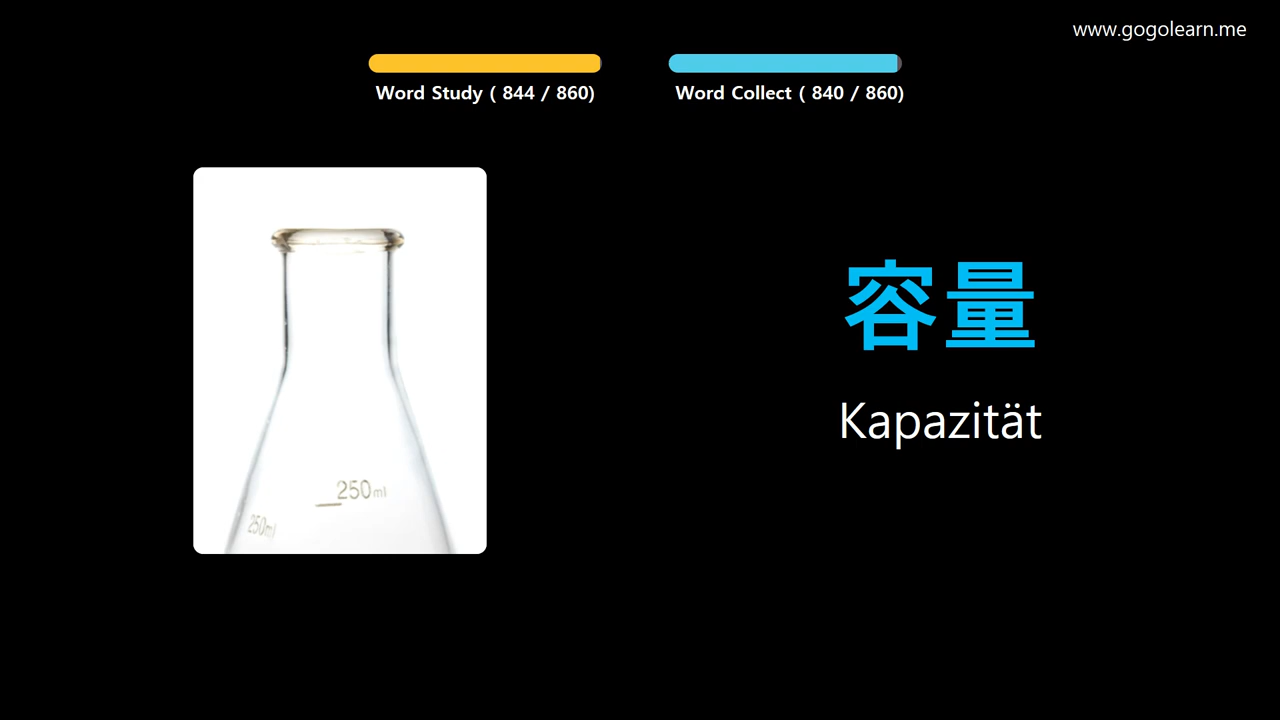 www.gogolearn.me
Word Study ( 844 / 860)
Word Collect ( 840 / 860)
容量
Kapazität
250ml
250ml